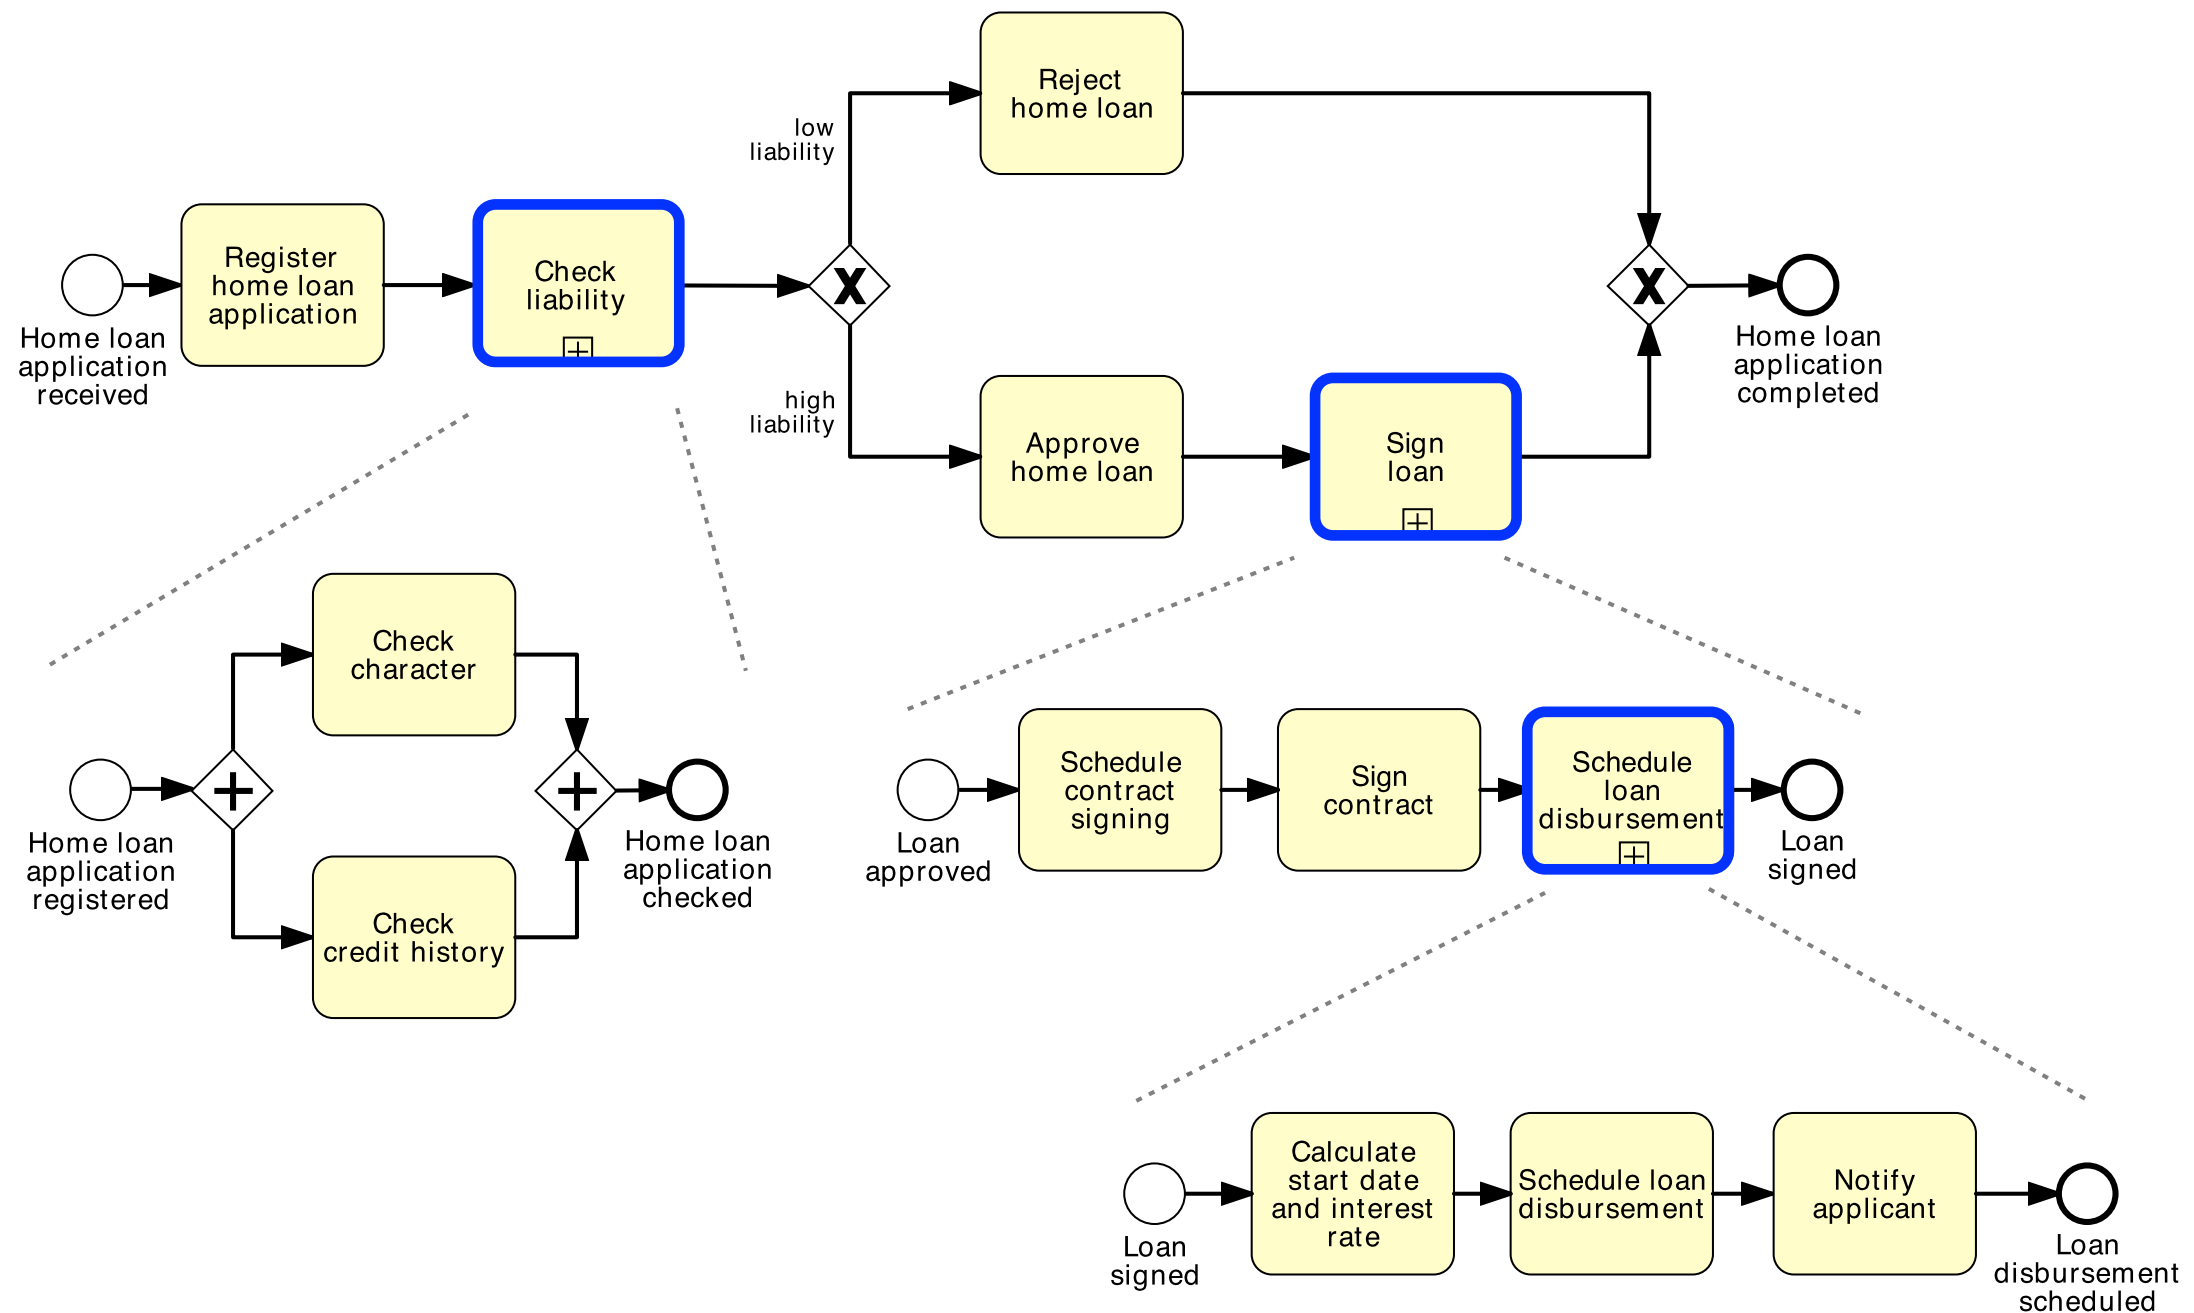 Reject
home loan
low
liability
Register
home loan
application
Check
liability
X
X
Home loan
application
received
Home loan
application
completed
high
liability
Approve
home loan
Sign
loan
Check
character
Schedule
contract
signing
Sign
contract
Schedule
loan
disbursement
Home loan
application
registered
Home loan
application
checked
Loan
approved
Loan
signed
Check
credit history
Calculate
start date
and interest
rate
Schedule loan
disbursement
Notify
applicant
Loan
signed
Loan
disbursement
scheduled